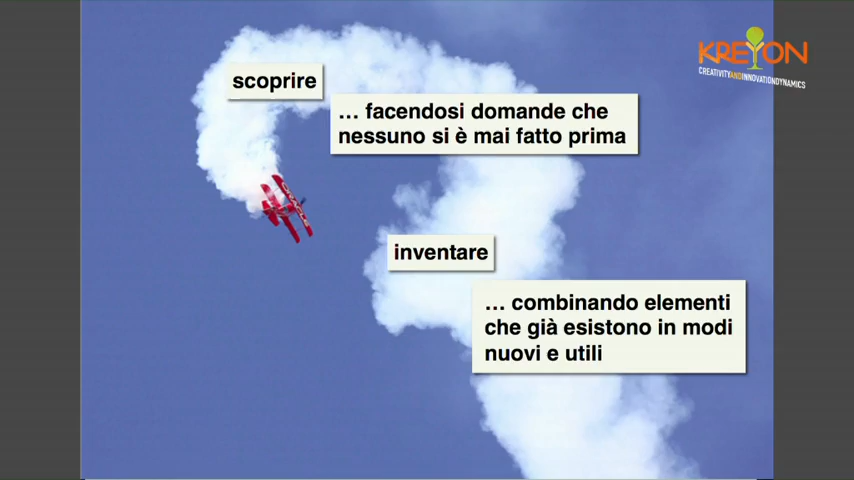 KREYON
CREATIVITYANDINNOVATIONDYNAMICS
scoprire
… facendosi domande che
nessuno si è mai fatto prima
ORACLE
inventare
… combinando elementi
che già esistono in modi
nuovi e utili